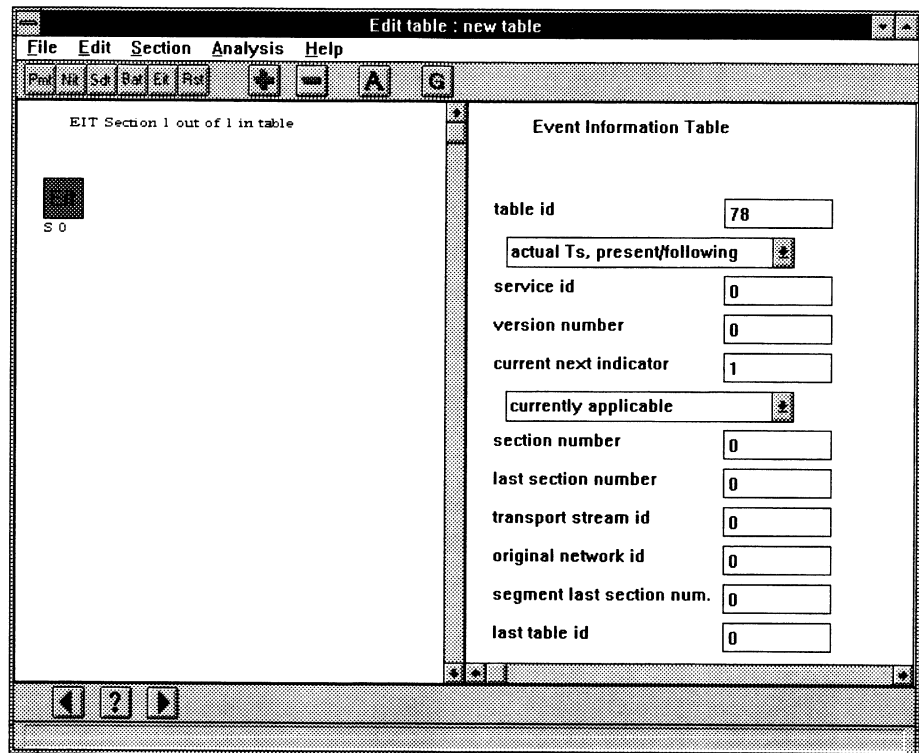 Edit table : new table
File Edit Section Analysis Help
Pmt Nit Sdt Bat Eit Rst A G
EIT Section 1 out of 1 in table
Eit
S 0
Event Information Table
table id 78
actual Ts, present/following
service id 0
version number 0
current next indicator 1
currently applicable
section number 0
last section number 0
transport stream id 0
original network id 0
segment last section num. 0
last table id 0
?